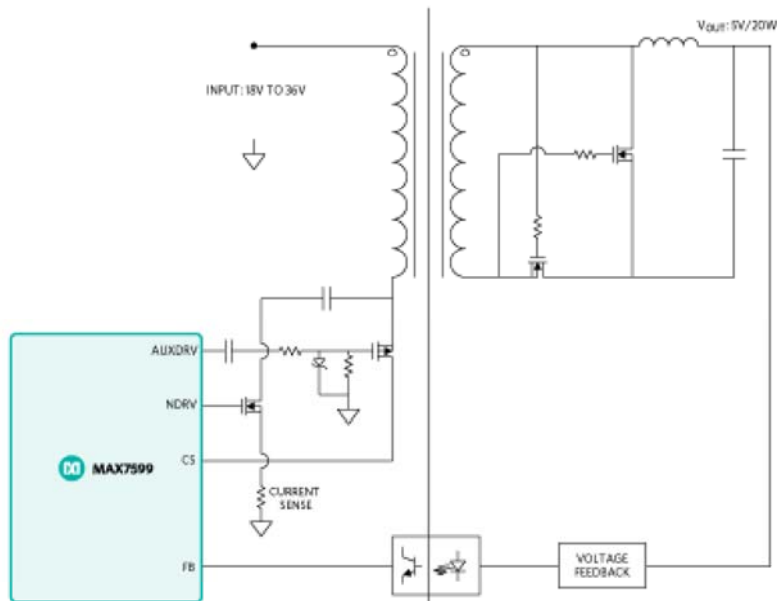 VOUT: 5V/20W
INPUT: 18V TO 36V
AUXDRV
NDRV
MAX7599
CS
CURRENT
SENSE
FB
VOLTAGE
FEEDBACK